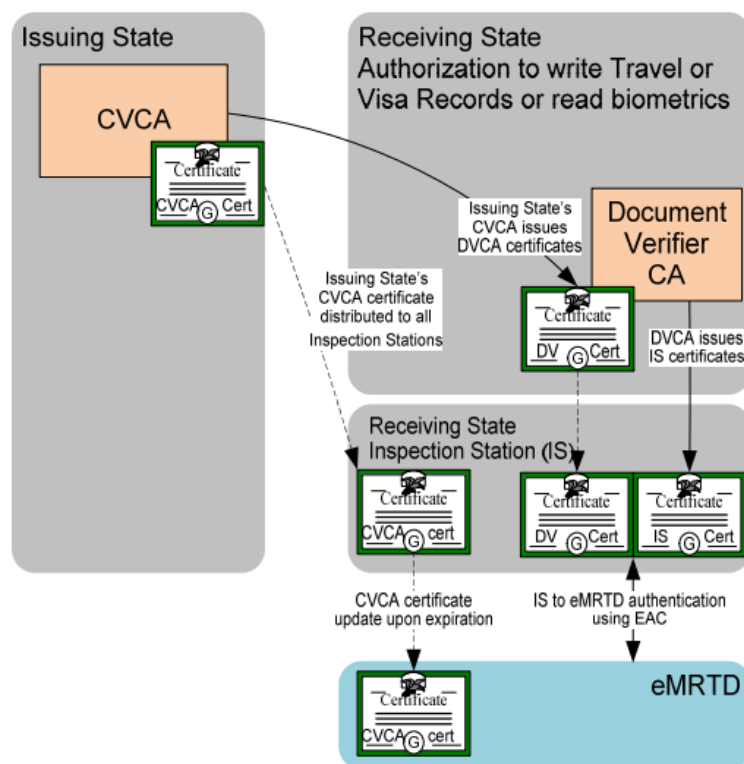 Issuing State
CVCA
Certificate
CVCA G Cert
Receiving State
Authorization to write Travel or
Visa Records or read biometrics
Issuing State's
CVCA issues
DVCA certificates
Document
Verifier
CA
Certificate
DV G Cert
Issuing State's
CVCA certificate
distributed to all
Inspection Stations
DVCA issues
IS certificates
Receiving State
Inspection Station (IS)
Certificate
CVCA G cert
Certificate
DV G Cert
Certificate
IS G Cert
CVCA certificate
update upon expiration
IS to eMRTD authentication
using EAC
eMRTD
Certificate
CVCA G cert